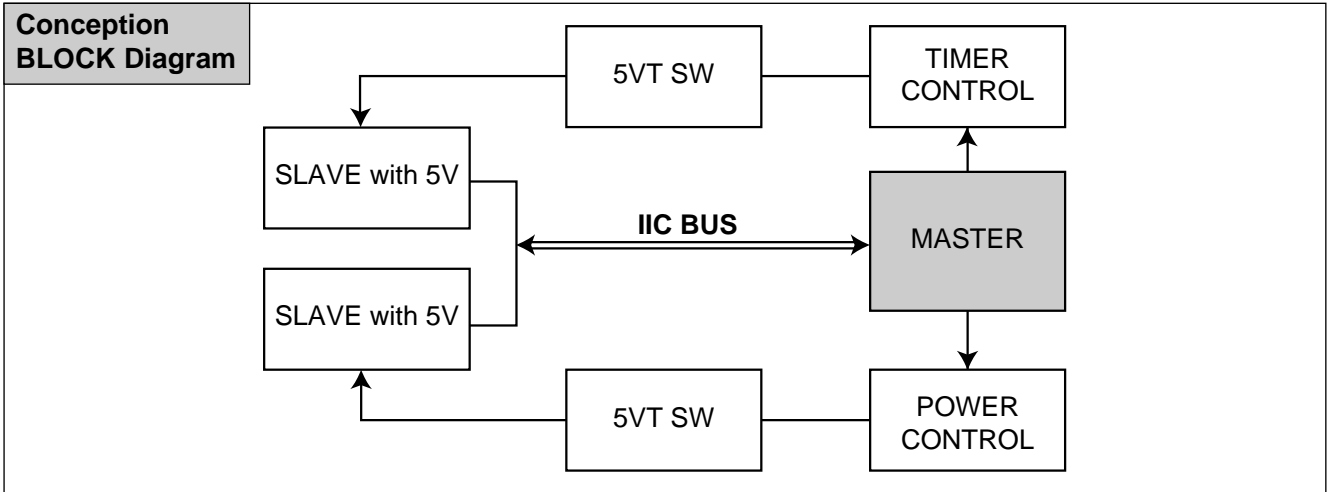 Conception
BLOCK Diagram
5VT SW
TIMER
CONTROL
SLAVE with 5V
IIC BUS
MASTER
SLAVE with 5V
5VT SW
POWER
CONTROL